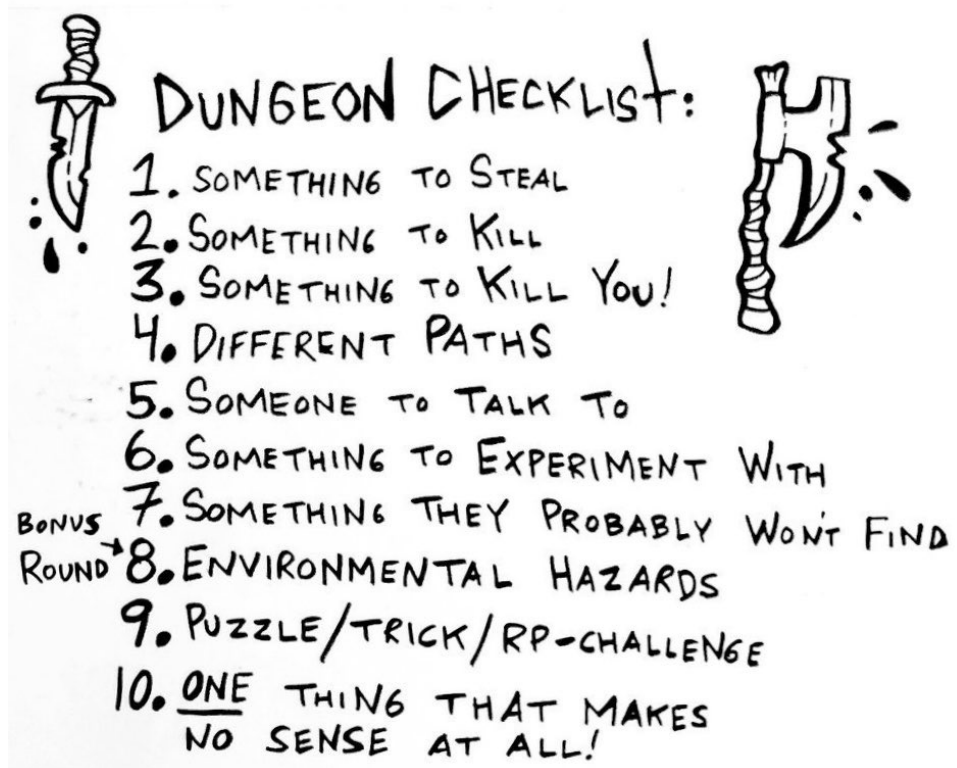 DUNGEON CHECKLIST:
1. SOMETHING TO STEAL
2. SOMETHING TO KILL
3. SOMETHING TO KILL YOU!
4. DIFFERENT PATHS
5. SOMEONE TO TALK TO
6. SOMETHING TO EXPERIMENT WITH
7. SOMETHING THEY PROBABLY WON'T FIND
BONUS
ROUND → 8. ENVIRONMENTAL HAZARDS
9. PUZZLE/TRICK/RP-CHALLENGE
10. ONE THING THAT MAKES
NO SENSE AT ALL!